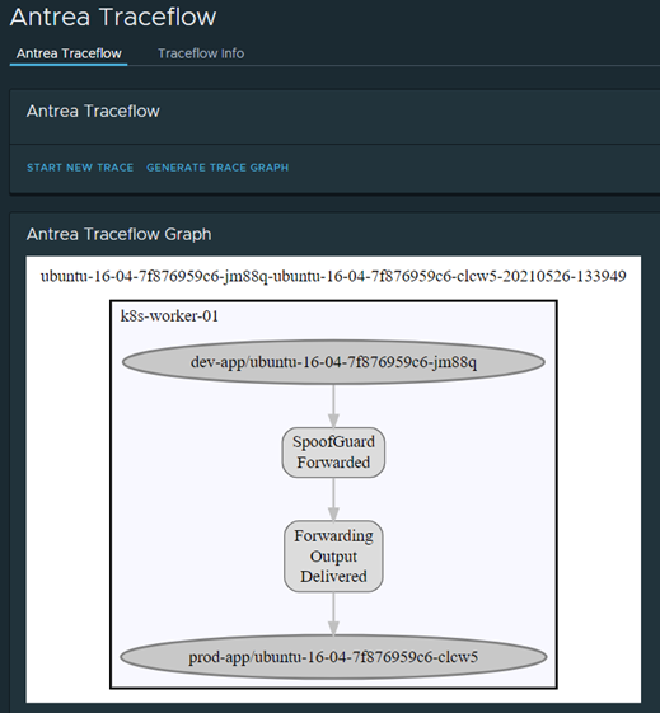 Antrea Traceflow
Antrea Traceflow Traceflow Info
Antrea Traceflow
START NEW TRACE GENERATE TRACE GRAPH
Antrea Traceflow Graph
ubuntu-16-04-7f876959c6-jm88q-ubuntu-16-04-7f876959c6-clcw5-20210526-133949
k8s-worker-01
dev-app/ubuntu-16-04-7f876959c6-jm88q
SpoofGuard
Forwarded
Forwarding
Output
Delivered
prod-app/ubuntu-16-04-7f876959c6-clcw5